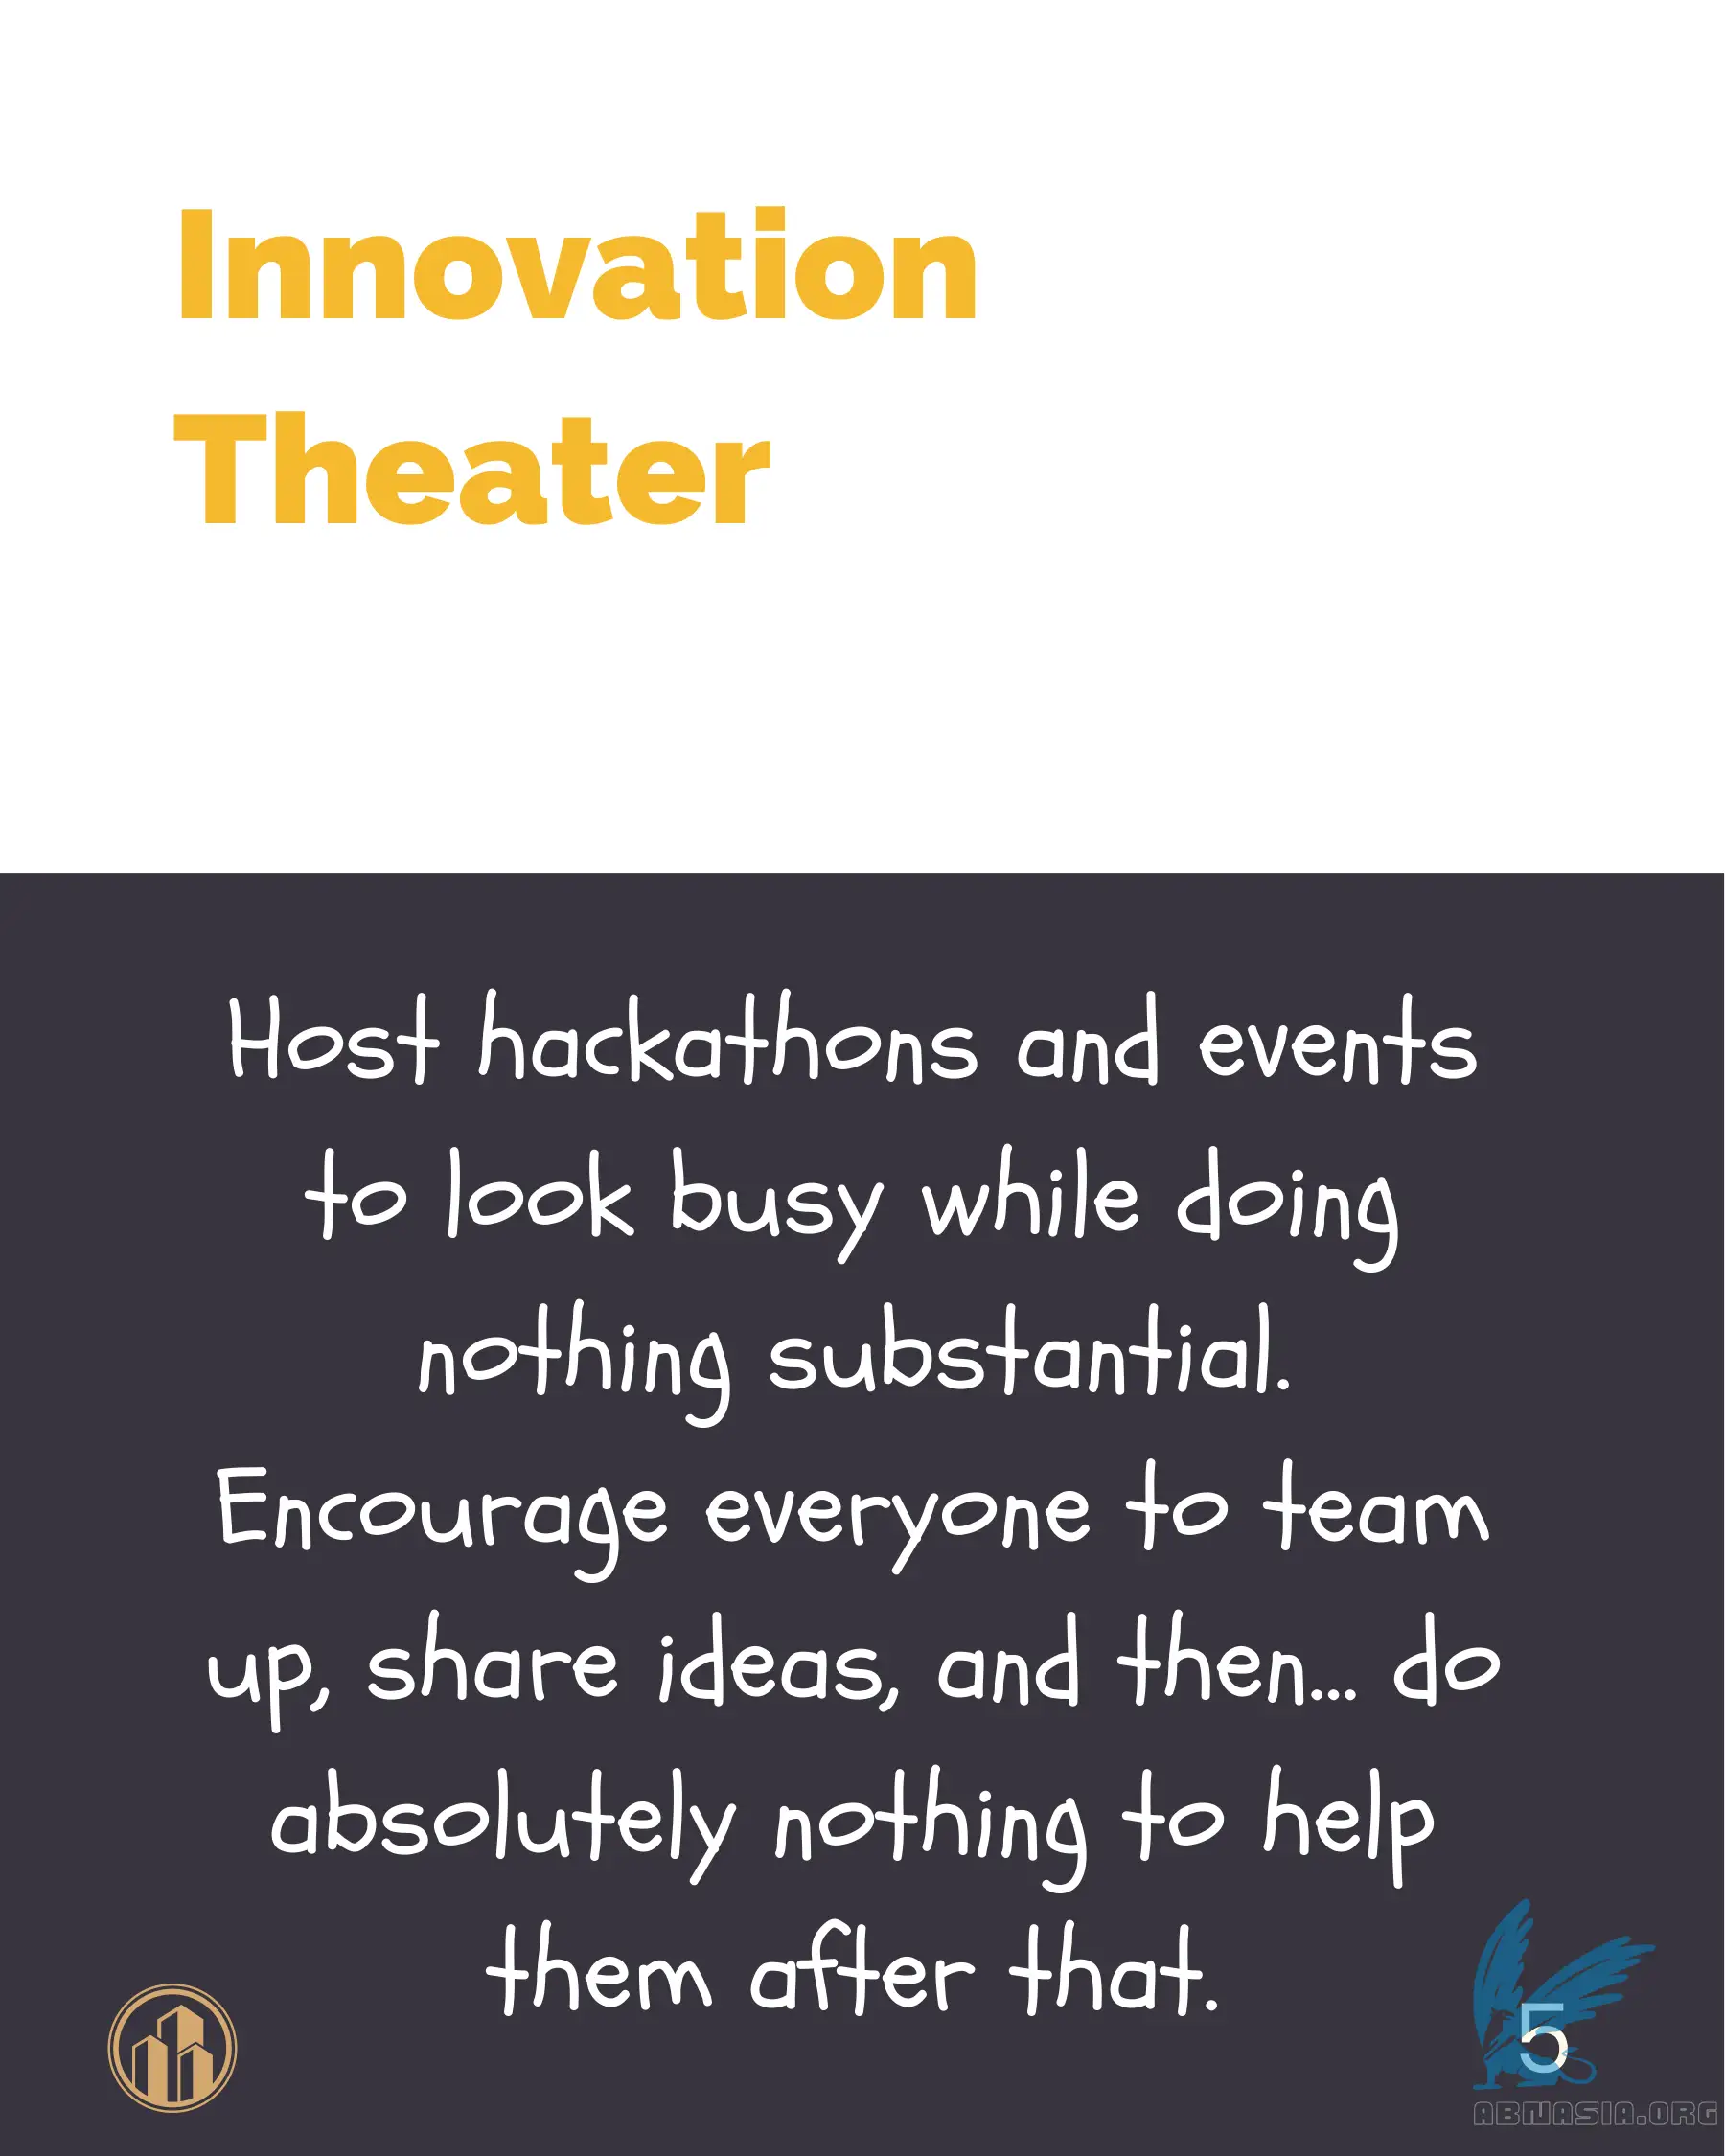 Innovation
Theater
Host hackathons and events
to look busy while doing
nothing substantial.
Encourage everyone to team
up, share ideas, and then... do
absolutely nothing to help
them after that.
5
ABNASIA.ORG